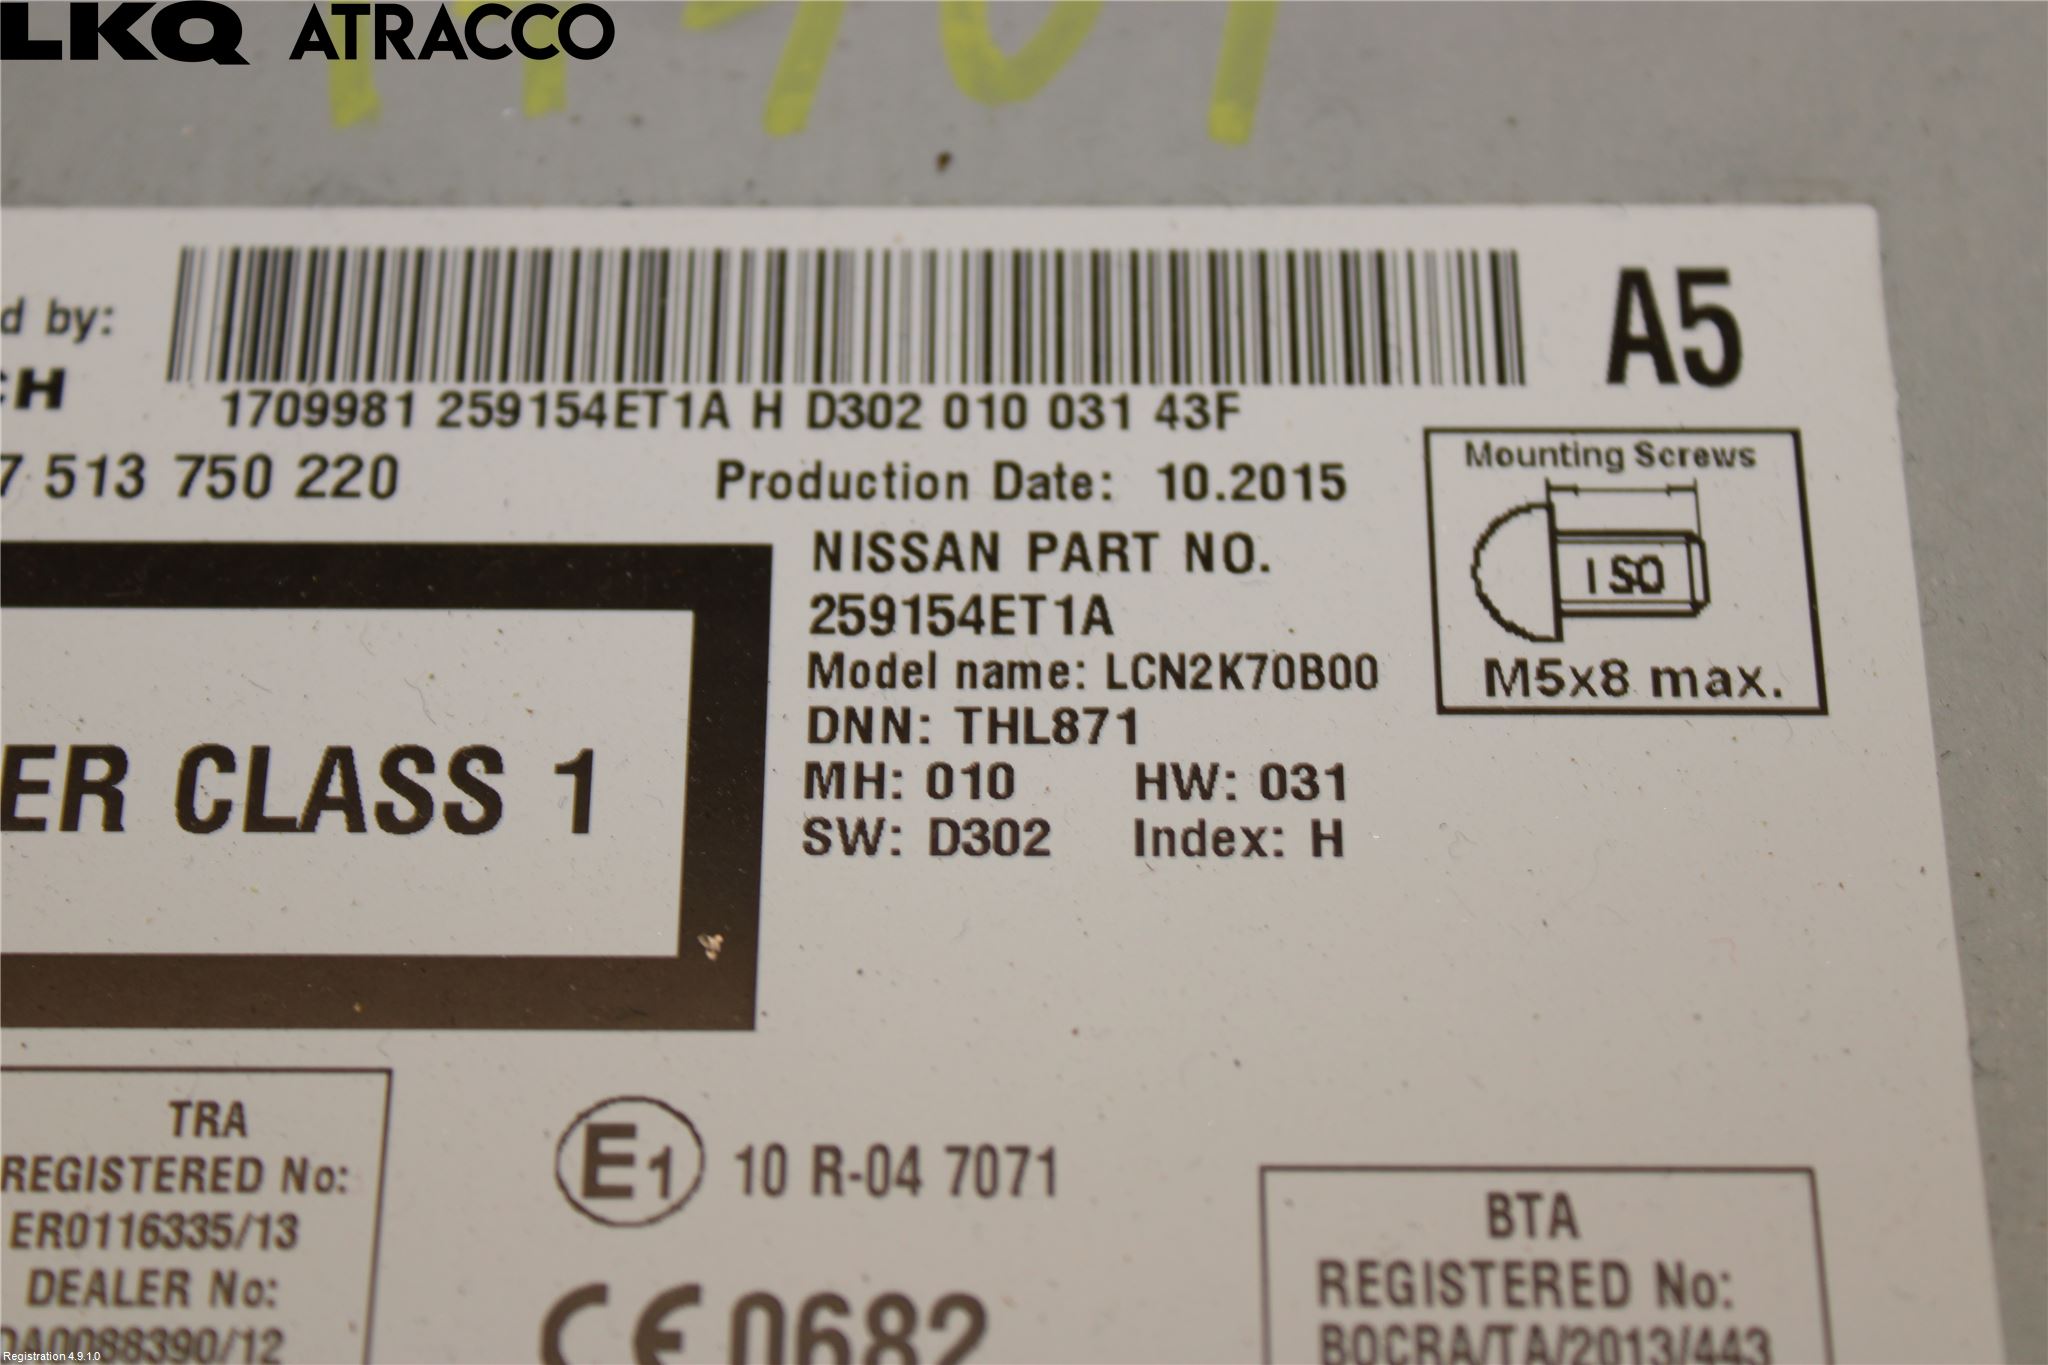 LKQ ATRACCO
d by:
CH
1709981 259154ET1A H D302 010 031 43F
A5
7 513 750 220
Production Date: 10.2015
Mounting Screws
ISO
M5x8 max.
NISSAN PART NO.
259154ET1A
Model name: LCN2K70B00
DNN: THL871
MH: 010 HW: 031
SW: D302 Index: H
ER CLASS 1
TRA
REGISTERED No:
ER0116335/13
DEALER No:
DA0088390/12
E1 10 R-04 7071
CE 0682
BTA
REGISTERED No:
BOCRA/TA/2013/443
Registration 4.9.1.0